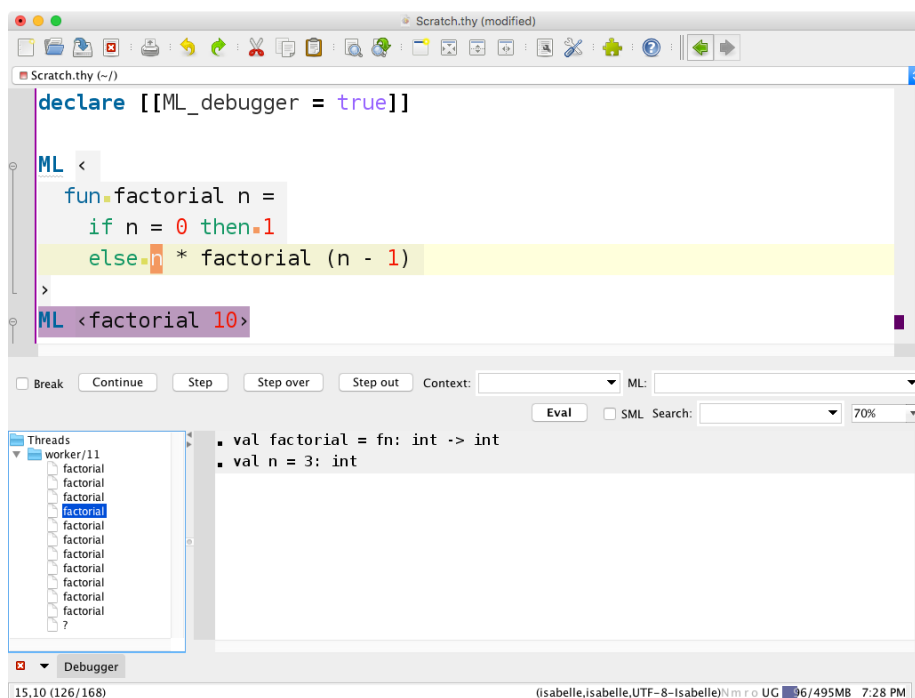 Scratch.thy (modified)
Scratch.thy (~/)
declare [[ML_debugger = true]]
ML ‹
fun factorial n =
if n = 0 then 1
else n * factorial (n - 1)
›
ML ‹factorial 10›
Break Continue Step Step over Step out Context: ML:
Eval SML Search: 70%
Threads
worker/11
factorial
factorial
factorial
factorial
factorial
factorial
factorial
factorial
factorial
factorial
factorial
?
val factorial = fn: int -> int
val n = 3: int
Debugger
15,10 (126/168) (isabelle,isabelle,UTF-8-Isabelle) N m r o UG 96/495MB 7:28 PM